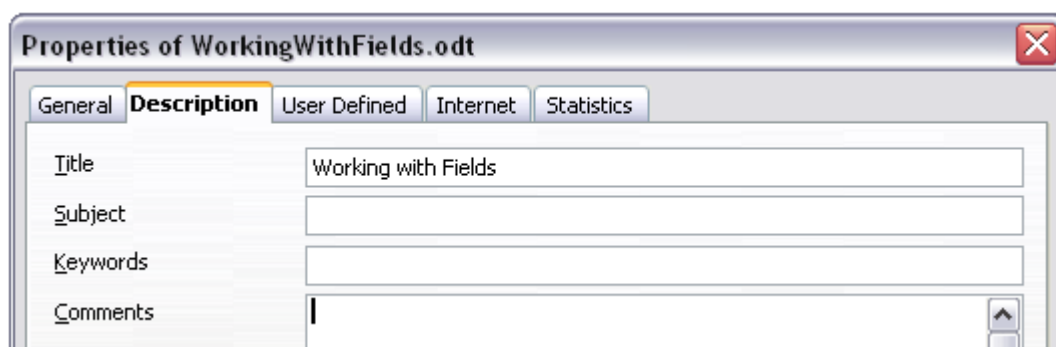 Properties of WorkingWithFields.odt
General Description User Defined Internet Statistics
Title Working with Fields
Subject
Keywords
Comments